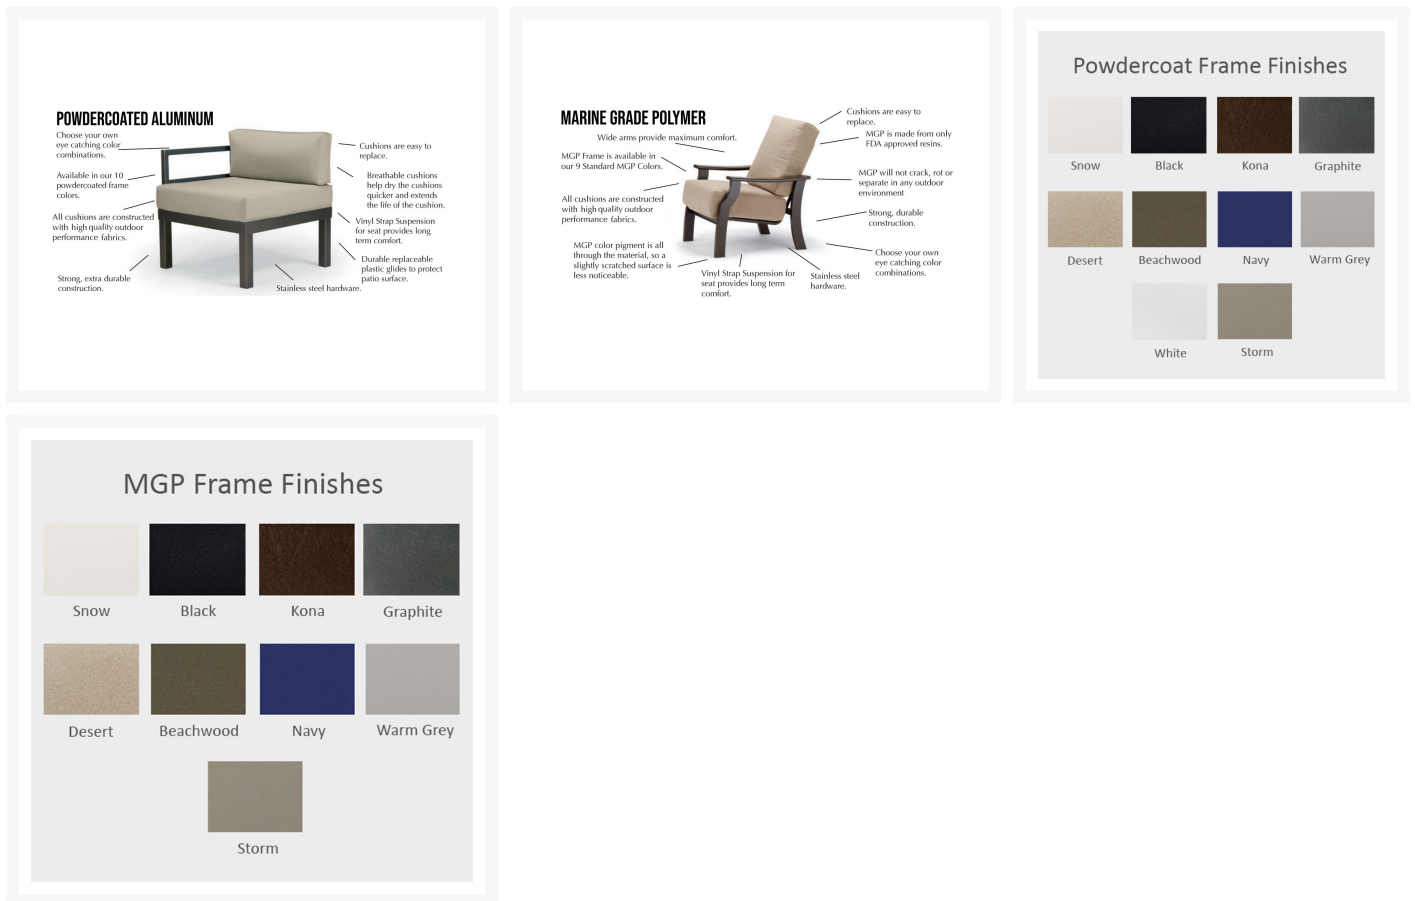 POWDERCOATED ALUMINUM
Choose your own
eye catching color
combinations.
Available in our 10
powdercoated frame
colors.
All cushions are constructed
with high quality outdoor
performance fabrics.
Strong, extra durable
construction.
Cushions are easy to
replace.
Breathable cushions
help dry the cushions
quicker and extends
the life of the cushion.
Vinyl Strap Suspension
for seat provides long
term comfort.
Durable replaceable
plastic glides to protect
patio surface.
Stainless steel hardware.
MARINE GRADE POLYMER
Wide arms provide maximum comfort.
MGP Frame is available in
our 9 Standard MGP Colors.
All cushions are constructed
with high quality outdoor
performance fabrics.
MGP color pigment is all
through the material, so a
slightly scratched surface is
less noticeable.
Vinyl Strap Suspension for
seat provides long term
comfort.
Stainless steel
hardware.
Cushions are easy to
replace.
MGP is made from only
FDA approved resins.
MGP will not crack, rot or
separate in any outdoor
environment
Strong, durable
construction.
Choose your own
eye catching color
combinations.
Powdercoat Frame Finishes
Snow
Black
Kona
Graphite
Desert
Beachwood
Navy
Warm Grey
White
Storm
MGP Frame Finishes
Snow
Black
Kona
Graphite
Desert
Beachwood
Navy
Warm Grey
Storm